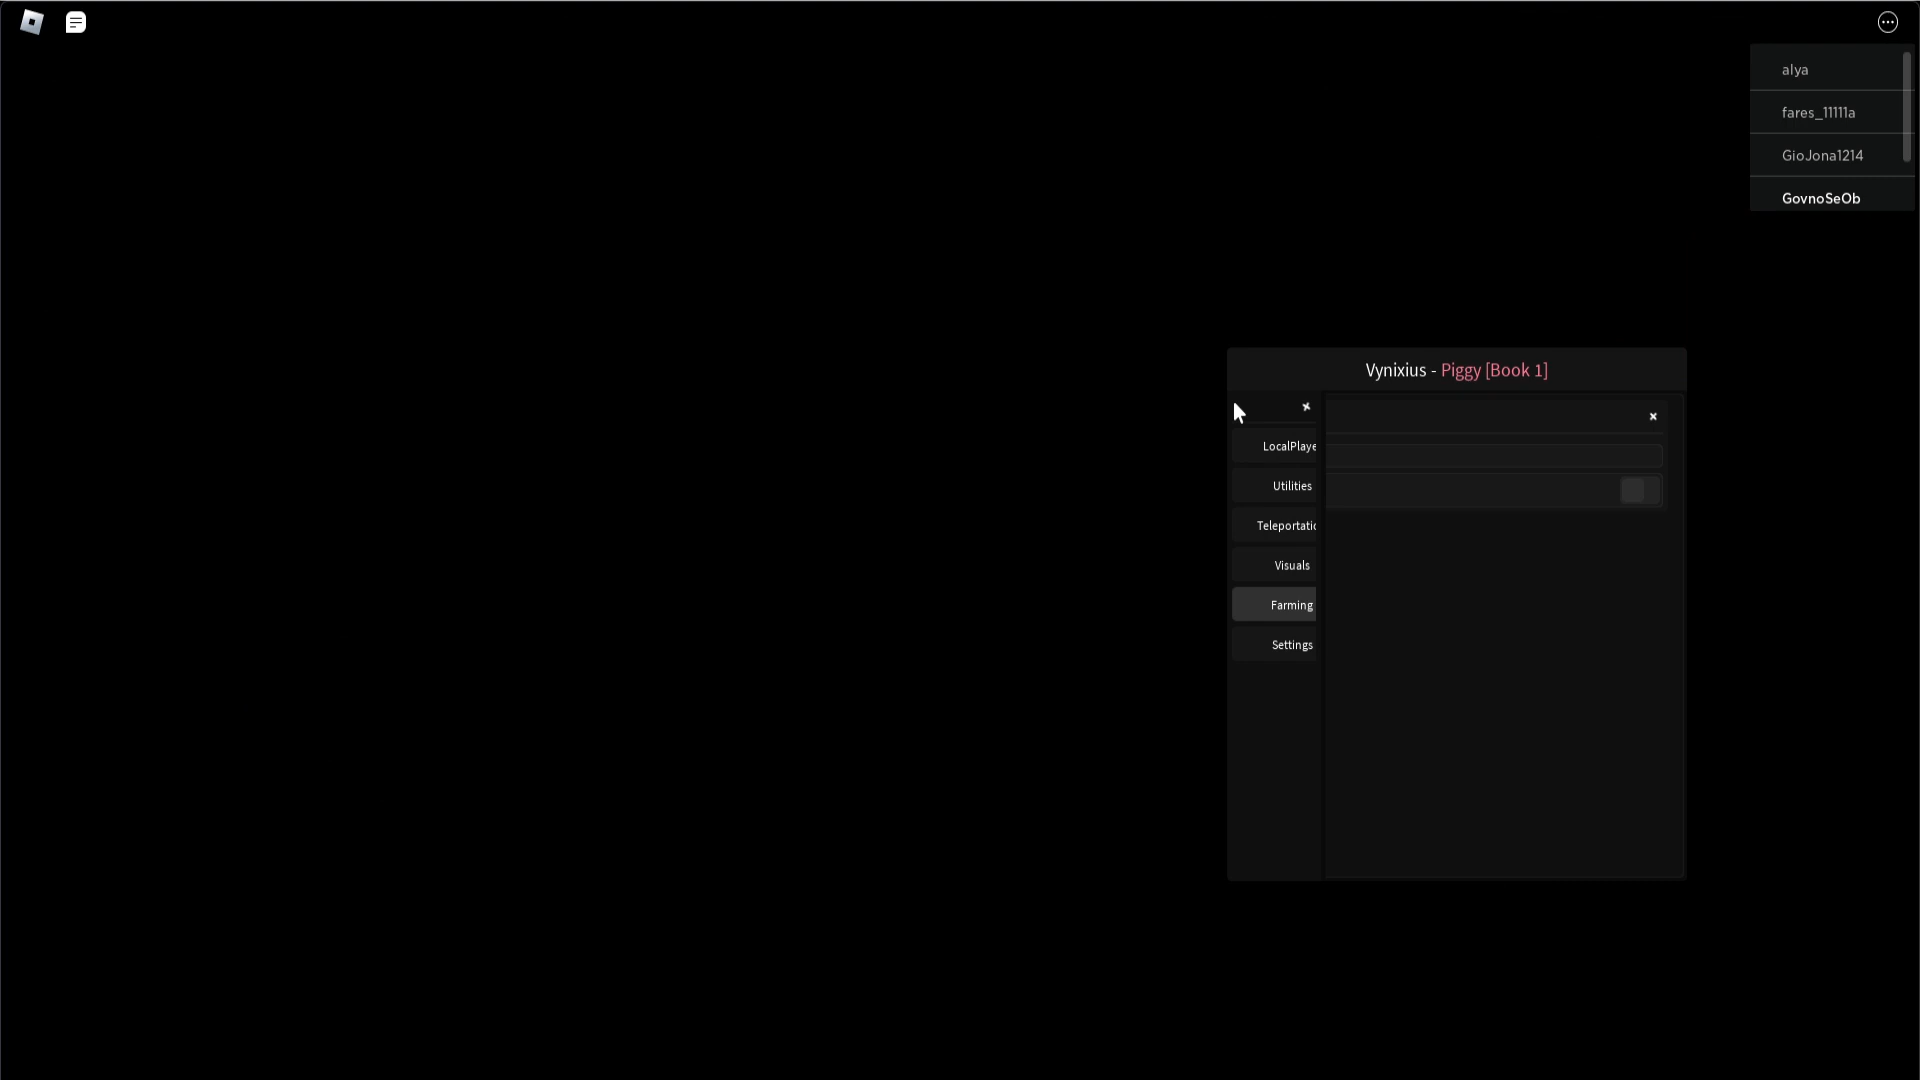 alya
fares_11111a
GioJona1214
GovnoSeOb
Vynixius - Piggy [Book 1]
LocalPlaye
Utilities
Teleportatic
Visuals
Farming
Settings